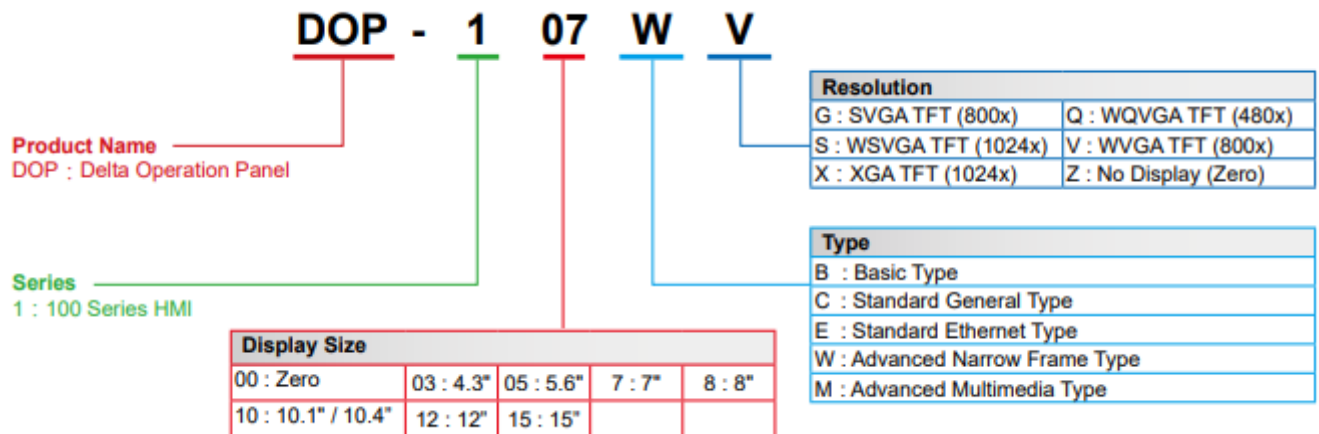 DOP - 1 07 W V
Product Name
DOP : Delta Operation Panel
Series
1 : 100 Series HMI
Display Size
00 : Zero 03 : 4.3" 05 : 5.6" 7 : 7" 8 : 8"
10 : 10.1" / 10.4" 12 : 12" 15 : 15"
Resolution
G : SVGA TFT (800x) Q : WQVGA TFT (480x)
S : WSVGA TFT (1024x) V : WVGA TFT (800x)
X : XGA TFT (1024x) Z : No Display (Zero)
Type
B : Basic Type
C : Standard General Type
E : Standard Ethernet Type
W : Advanced Narrow Frame Type
M : Advanced Multimedia Type